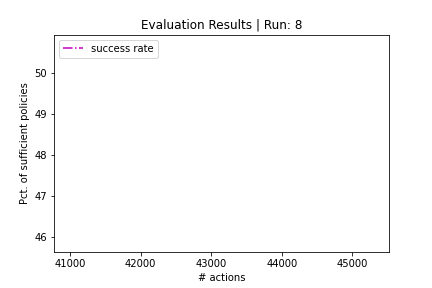 Evaluation Results | Run: 8
success rate
Pct. of sufficient policies
50
49
48
47
46
41000 42000 43000 44000 45000
# actions